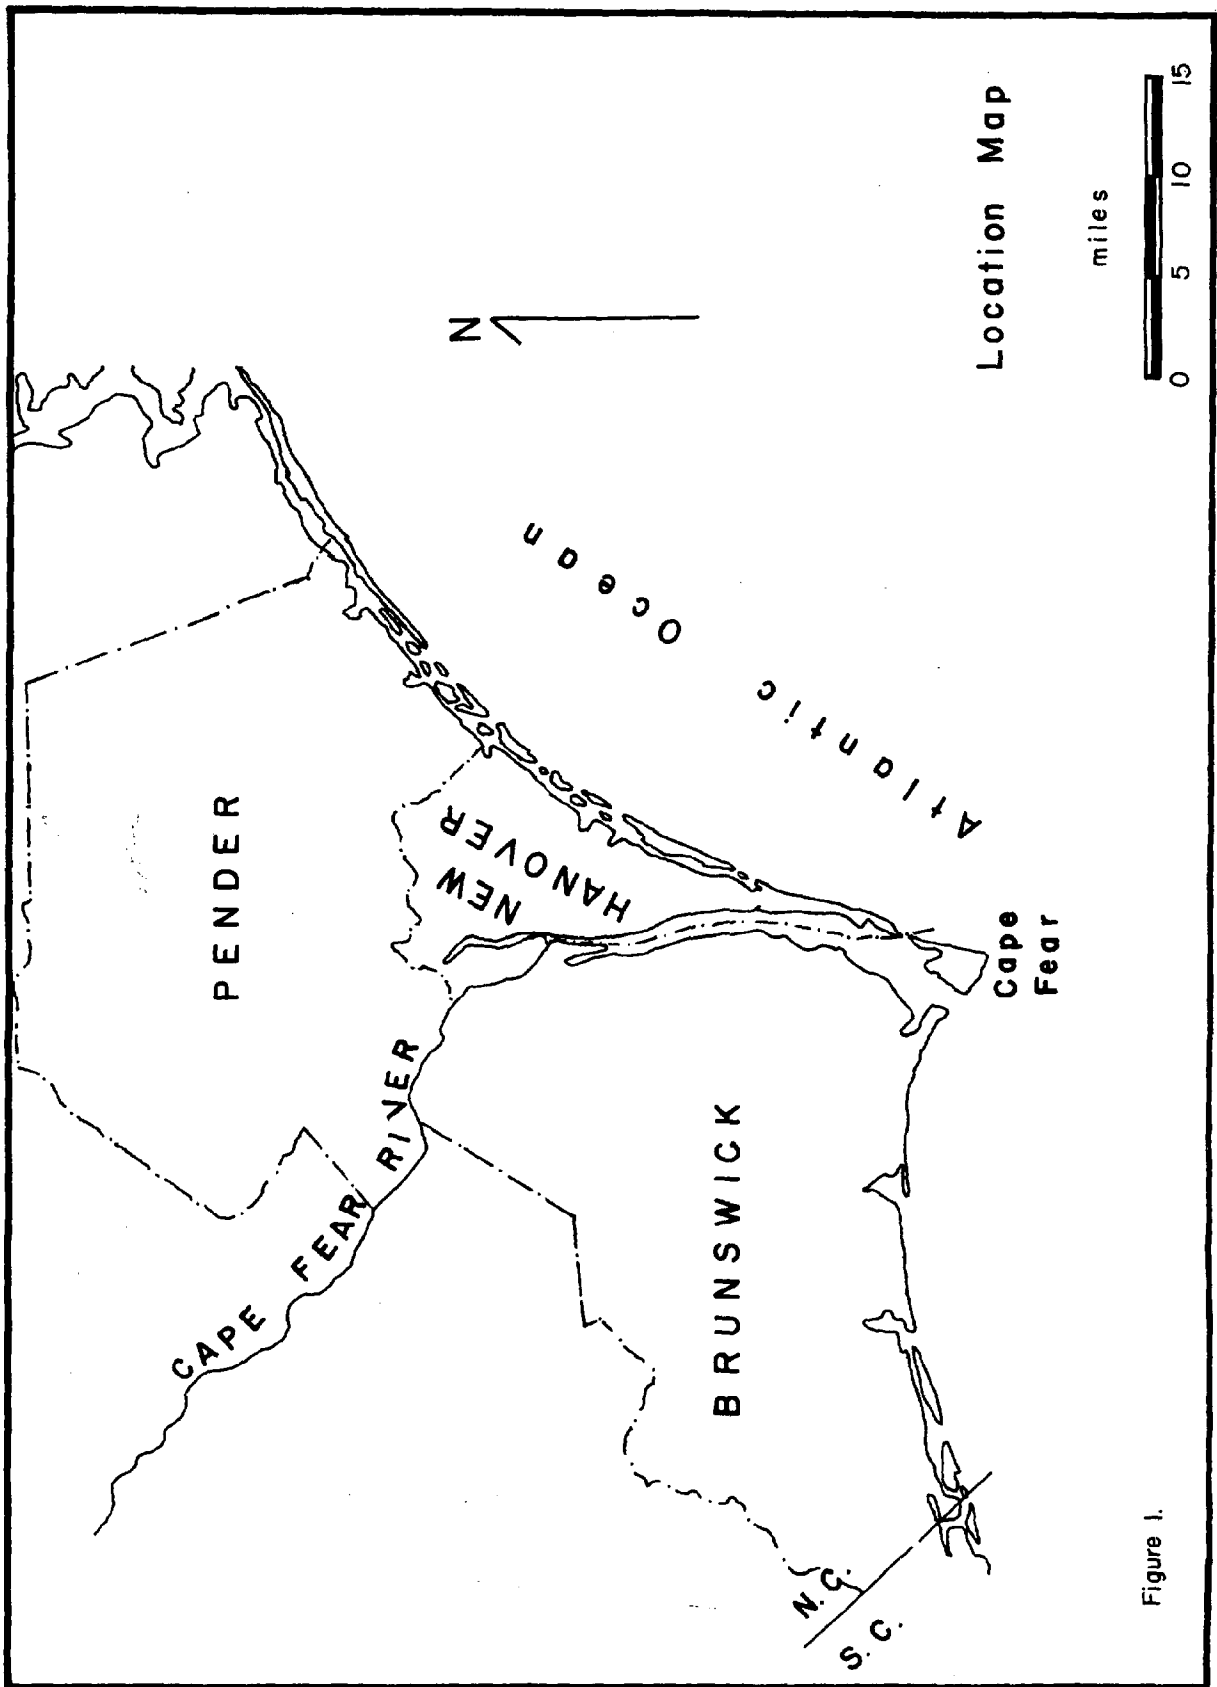 PENDER
CAPE FEAR RIVER
NEW
HANOVER
BRUNSWICK
N
Atlantic Ocean
Cape
Fear
N.C.
S.C.
Location Map
miles
0 5 10 15
Figure 1.